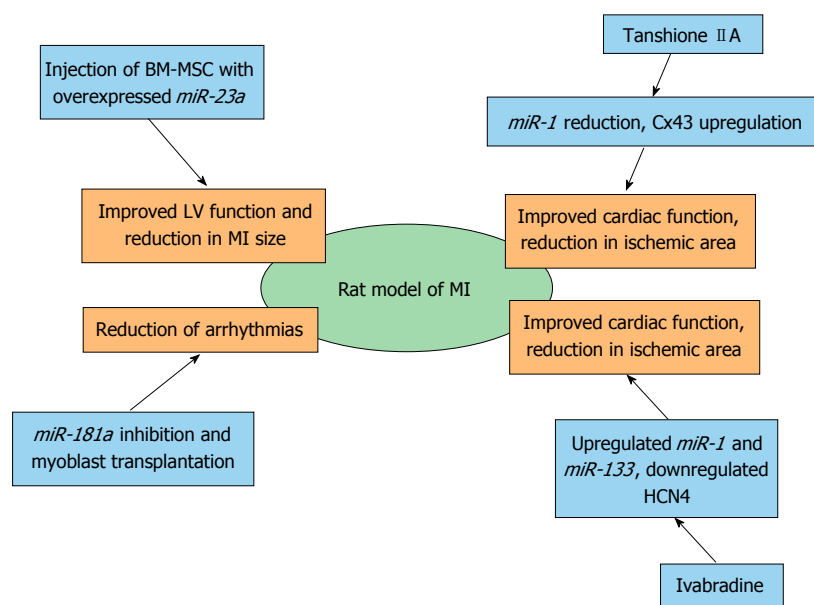 Injection of BM-MSC with
overexpressed miR-23a
Improved LV function and
reduction in MI size
Tanshione ⅡA
miR-1 reduction, Cx43 upregulation
Improved cardiac function,
reduction in ischemic area
Rat model of MI
Reduction of arrhythmias
miR-181a inhibition and
myoblast transplantation
Improved cardiac function,
reduction in ischemic area
Upregulated miR-1 and
miR-133, downregulated
HCN4
Ivabradine